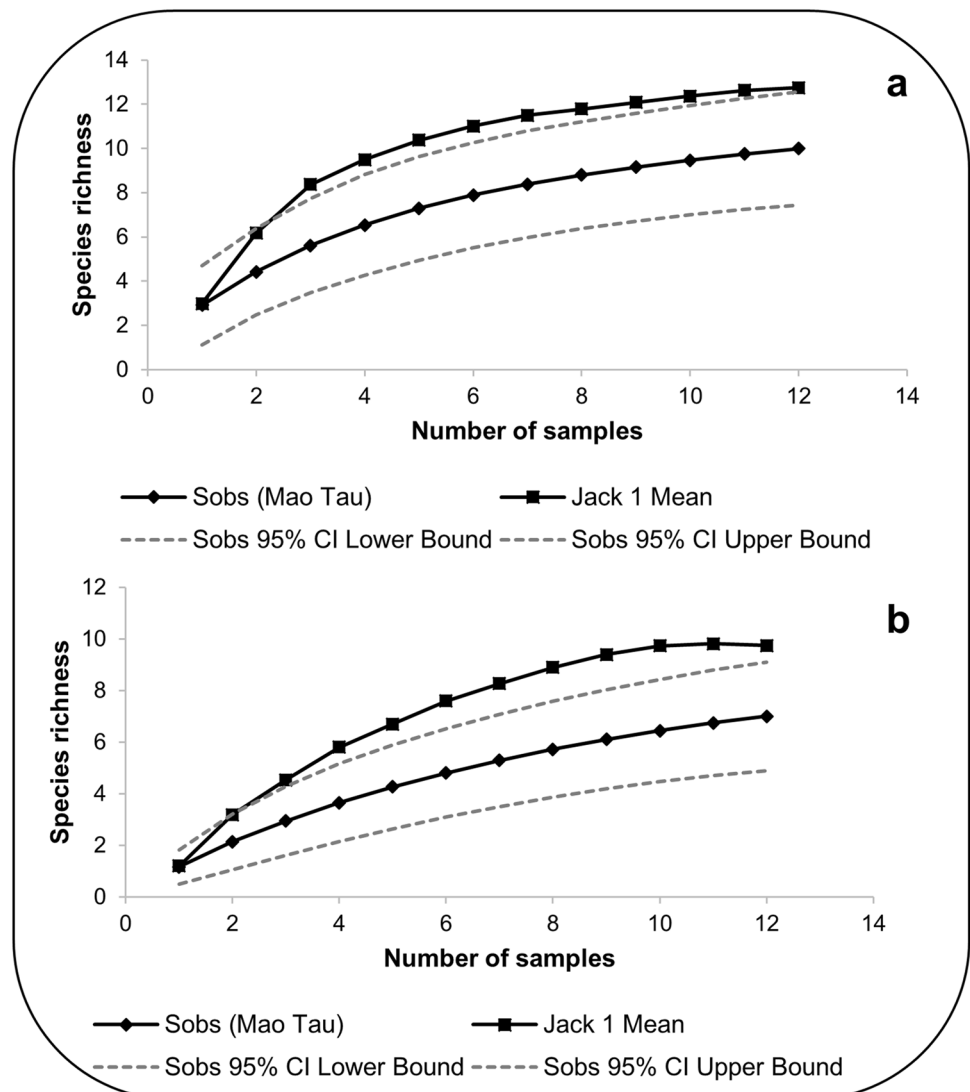 a
14
12
10
8
6
4
2
0
Species richness
0 2 4 6 8 10 12 14
Number of samples
Sobs (Mao Tau) Jack 1 Mean
Sobs 95% CI Lower Bound Sobs 95% CI Upper Bound
b
12
10
8
6
4
2
0
Species richness
0 2 4 6 8 10 12 14
Number of samples
Sobs (Mao Tau) Jack 1 Mean
Sobs 95% CI Lower Bound Sobs 95% CI Upper Bound